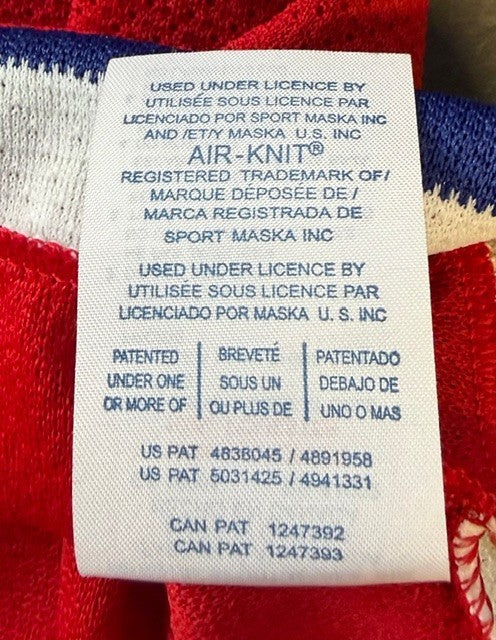 USED UNDER LICENCE BY
UTILISÉE SOUS LICENCE PAR
LICENCIADO POR SPORT MASKA INC
AND /ET/Y MASKA U.S. INC
AIR-KNIT®
REGISTERED TRADEMARK OF/
MARQUE DÉPOSÉE DE/
MARCA REGISTRADA DE
SPORT MASKA INC
USED UNDER LICENCE BY
UTILISÉE SOUS LICENCE PAR
LICENCIADO POR MASKA U. S. INC
PATENTED
UNDER ONE
OR MORE OF
BREVETÉ
SOUS UN
OU PLUS DE
PATENTADO
DEBAJO DE
UNO O MAS
US PAT 4838045 / 4891958
US PAT 5031425 / 4941331
CAN PAT 1247392
CAN PAT 1247393